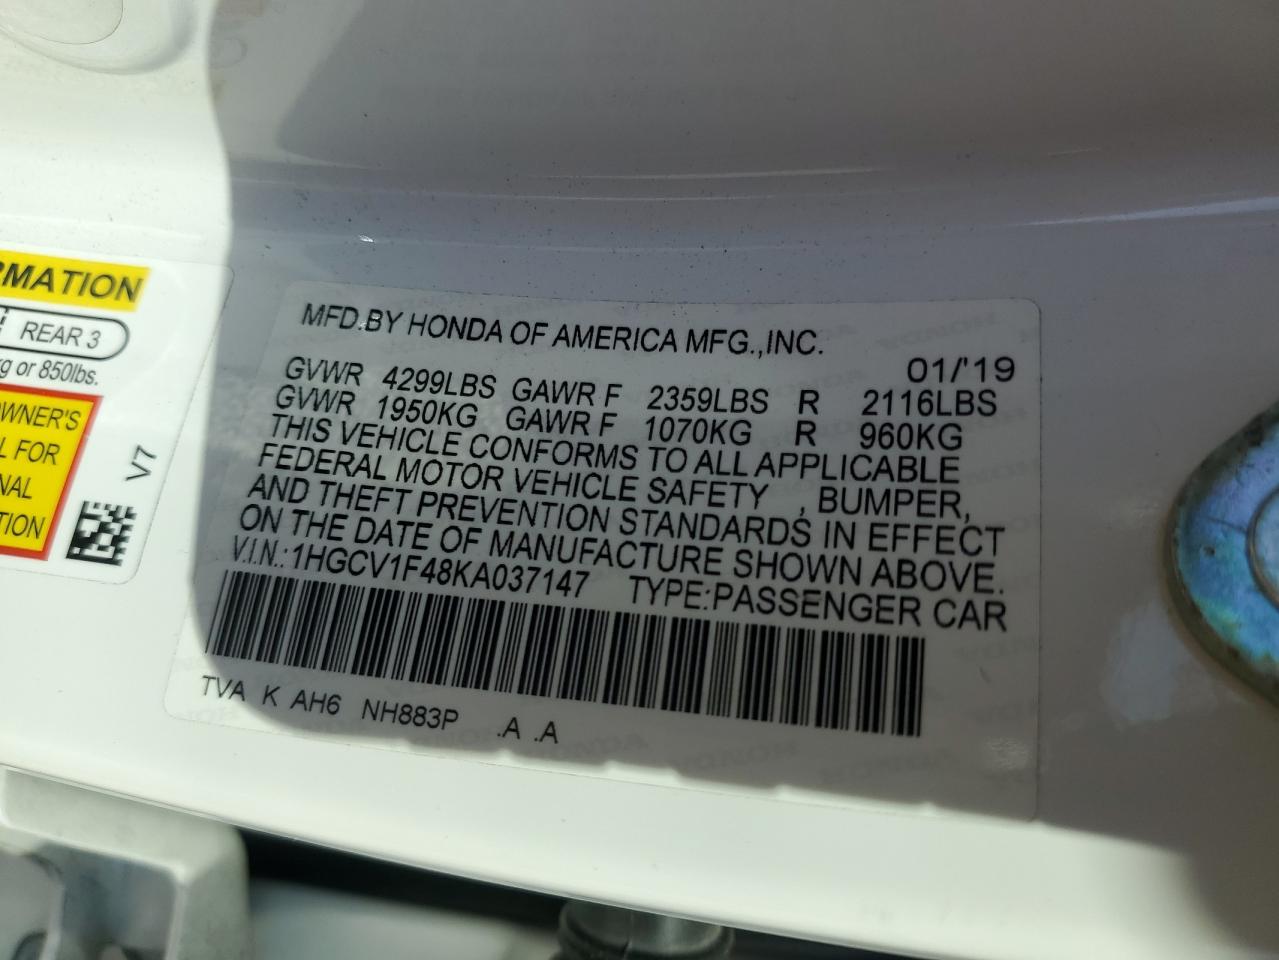 MATION
REAR 3
g or 850lbs.
OWNER'S
L FOR
NAL
TION
V7
MFD.BY HONDA OF AMERICA MFG.,INC.
01/'19
GVWR 4299LBS GAWR F 2359LBS R 2116LBS
GVWR 1950KG GAWR F 1070KG R 960KG
THIS VEHICLE CONFORMS TO ALL APPLICABLE
FEDERAL MOTOR VEHICLE SAFETY , BUMPER,
AND THEFT PREVENTION STANDARDS IN EFFECT
ON THE DATE OF MANUFACTURE SHOWN ABOVE.
V.I.N.: 1HGCV1F48KA037147 TYPE:PASSENGER CAR
TVA K AH6 NH883P .A .A